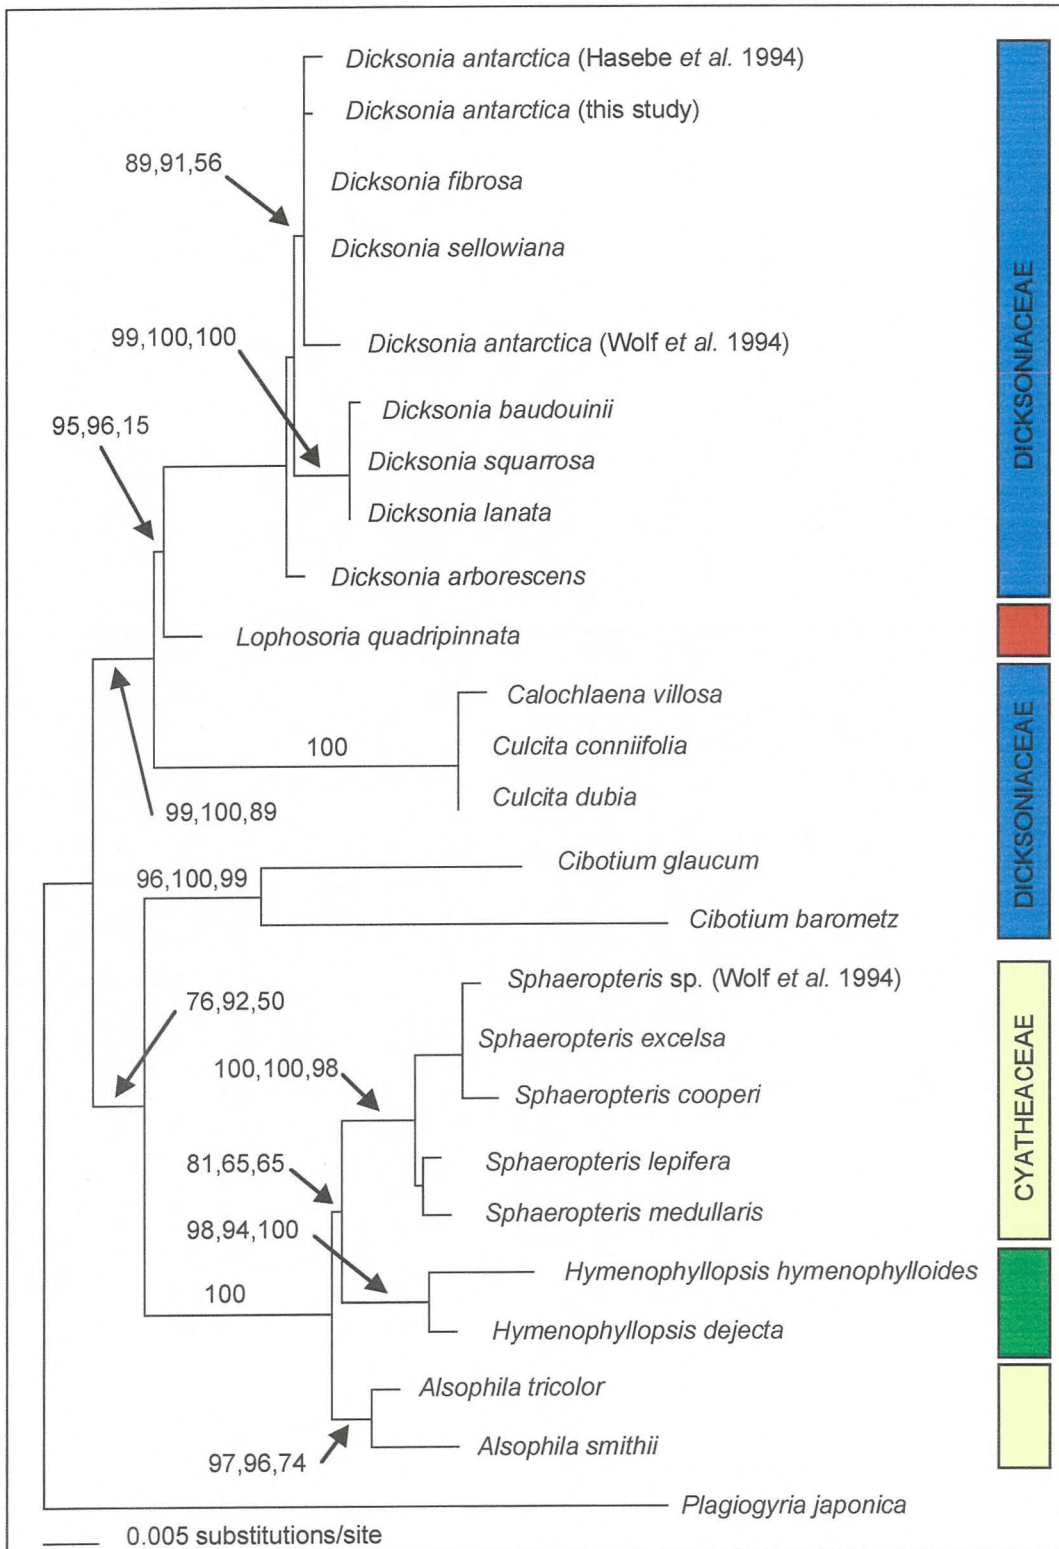 Dicksonia antarctica (Hasebe et al. 1994)
Dicksonia antarctica (this study)
89,91,56
Dicksonia fibrosa
Dicksonia sellowiana
99,100,100
Dicksonia antarctica (Wolf et al. 1994)
Dicksonia baudouinii
95,96,15
Dicksonia squarrosa
Dicksonia lanata
Dicksonia arborescens
DICKSONIACEAE
Lophosoria quadripinnata
Calochlaena villosa
100
Culcita conniifolia
Culcita dubia
99,100,89
Cibotium glaucum
96,100,99
Cibotium barometz
DICKSONIACEAE
Sphaeropteris sp. (Wolf et al. 1994)
76,92,50
Sphaeropteris excelsa
100,100,98
Sphaeropteris cooperi
81,65,65
Sphaeropteris lepifera
Sphaeropteris medullaris
CYATHEACEAE
98,94,100
Hymenophyllopsis hymenophylloides
100
Hymenophyllopsis dejecta
Alsophila tricolor
Alsophila smithii
97,96,74
Plagiogyria japonica
0.005 substitutions/site